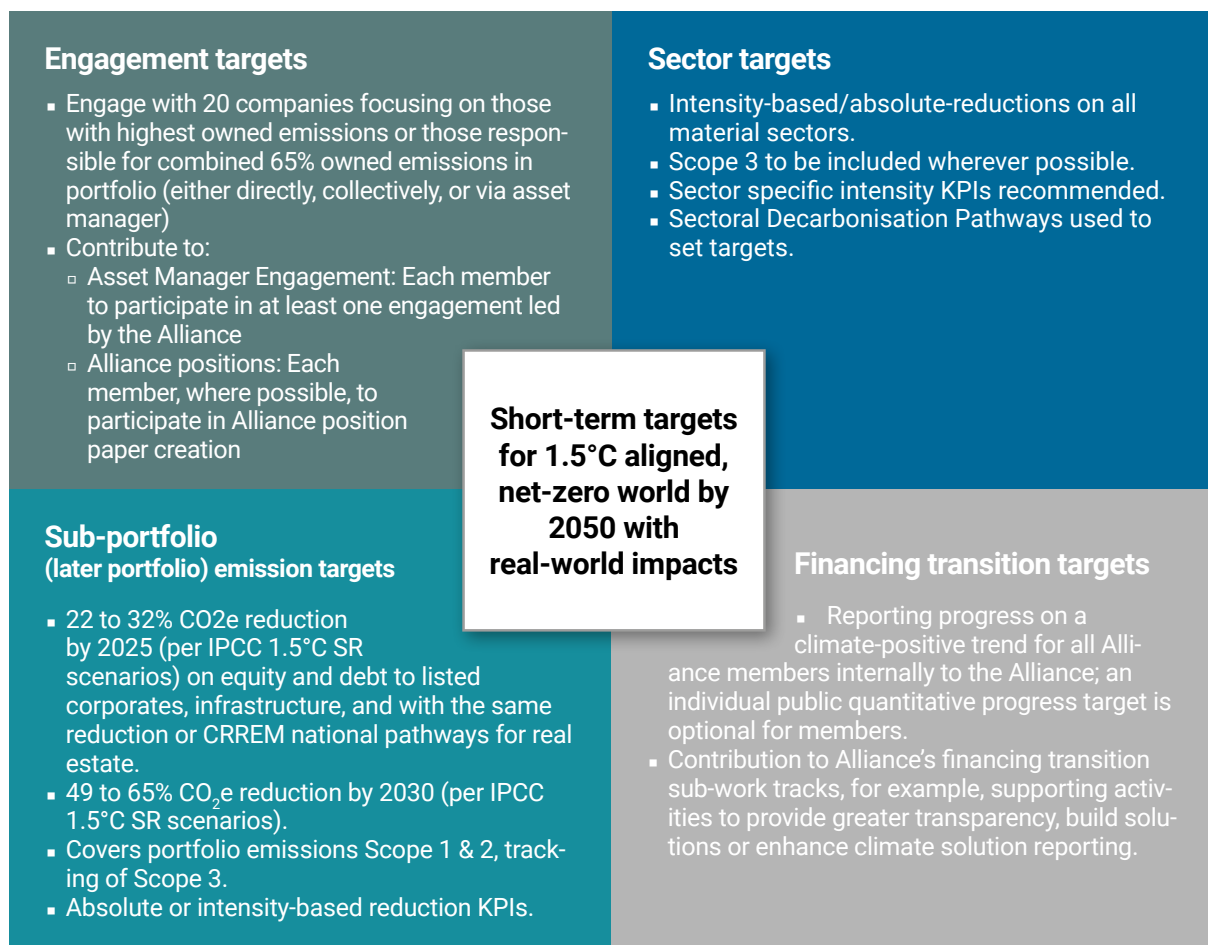 Engagement targets
▪ Engage with 20 companies focusing on those
with highest owned emissions or those respon-
sible for combined 65% owned emissions in
portfolio (either directly, collectively, or via asset
manager)
▪ Contribute to:
▫ Asset Manager Engagement: Each member
to participate in at least one engagement led
by the Alliance
▫ Alliance positions: Each
member, where possible, to
participate in Alliance position
paper creation
Sector targets
▪ Intensity-based/absolute-reductions on all
material sectors.
▪ Scope 3 to be included wherever possible.
▪ Sector specific intensity KPIs recommended.
▪ Sectoral Decarbonisation Pathways used to
set targets.
Short-term targets
for 1.5°C aligned,
net-zero world by
2050 with
real-world impacts
Sub-portfolio
(later portfolio) emission targets
▪ 22 to 32% CO2e reduction
by 2025 (per IPCC 1.5°C SR
scenarios) on equity and debt to listed
corporates, infrastructure, and with the same
reduction or CRREM national pathways for real
estate.
▪ 49 to 65% CO₂e reduction by 2030 (per IPCC
1.5°C SR scenarios).
▪ Covers portfolio emissions Scope 1 & 2, track-
ing of Scope 3.
▪ Absolute or intensity-based reduction KPIs.
Financing transition targets
▪ Reporting progress on a
climate-positive trend for all Alli-
ance members internally to the Alliance; an
individual public quantitative progress target is
optional for members.
▪ Contribution to Alliance's financing transition
sub-work tracks, for example, supporting activ-
ities to provide greater transparency, build solu-
tions or enhance climate solution reporting.